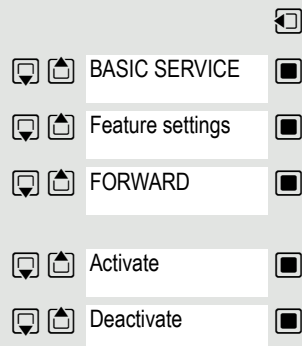 BASIC SERVICE
Feature settings
FORWARD
Activate
Deactivate